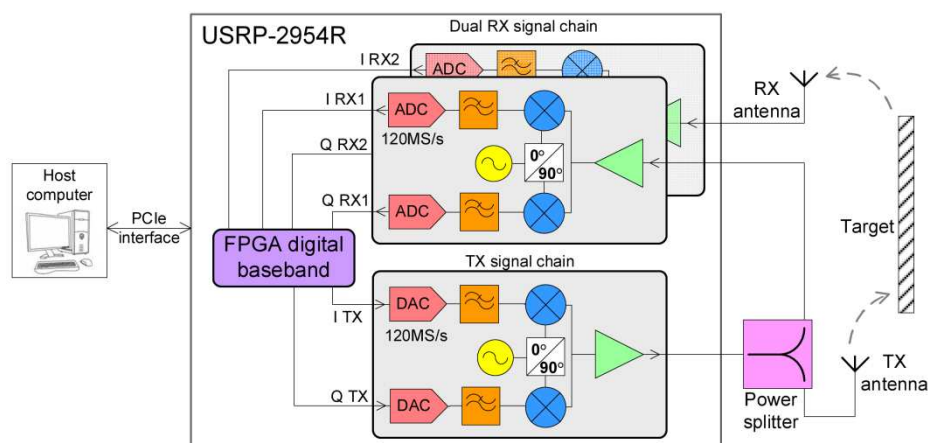 USRP-2954R
Dual RX signal chain
I RX2
ADC
I RX1
ADC
120MS/s
Q RX2
0°
90°
Q RX1
ADC
RX
antenna
Host
computer
PCIe
interface
FPGA digital
baseband
Target
TX signal chain
DAC
I TX
120MS/s
0°
90°
Q TX
DAC
Power
splitter
TX
antenna